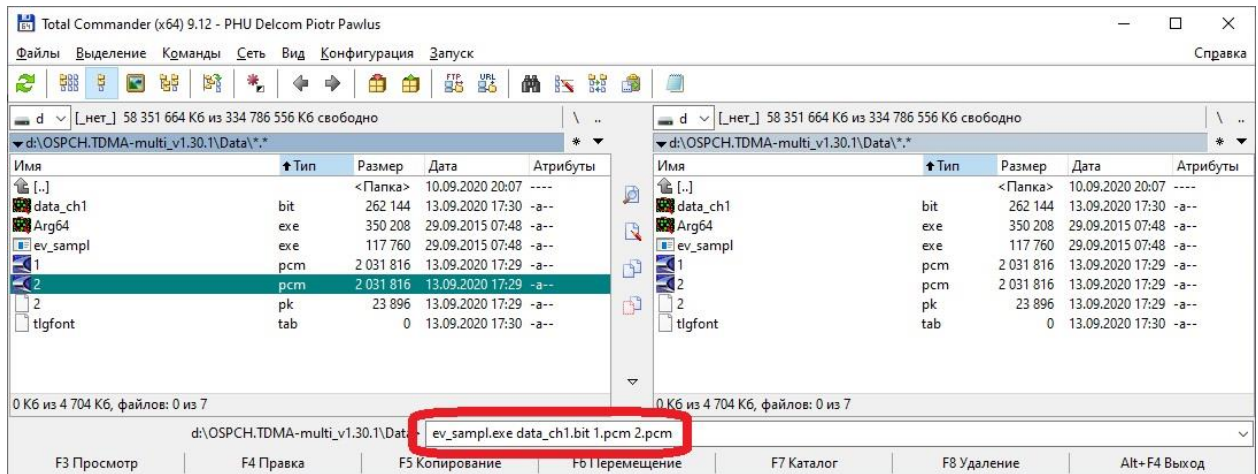 Total Commander (x64) 9.12 - PHU Delcom Piotr Pawlus
Файлы Выделение Команды Сеть Вид Конфигурация Запуск Справка
FTP URL
d [_нет_] 58 351 664 Кб из 334 786 556 Кб свободно \ ..
d:\OSPCH.TDMA-multi_v1.30.1\Data\*.* * ▼
Имя Тип Размер Дата Атрибуты
[..] <Папка> 10.09.2020 20:07 ----
data_ch1 bit 262 144 13.09.2020 17:30 -a--
Arg64 exe 350 208 29.09.2015 07:48 -a--
ev_sampl exe 117 760 29.09.2015 07:48 -a--
1 pcm 2 031 816 13.09.2020 17:29 -a--
2 pcm 2 031 816 13.09.2020 17:29 -a--
2 pk 23 896 13.09.2020 17:29 -a--
tlgfont tab 0 13.09.2020 17:30 -a--
0 Кб из 4 704 Кб, файлов: 0 из 7
d [_нет_] 58 351 664 Кб из 334 786 556 Кб свободно \ ..
d:\OSPCH.TDMA-multi_v1.30.1\Data\*.* * ▼
Имя Тип Размер Дата Атрибуты
[..] <Папка> 10.09.2020 20:07 ----
data_ch1 bit 262 144 13.09.2020 17:30 -a--
Arg64 exe 350 208 29.09.2015 07:48 -a--
ev_sampl exe 117 760 29.09.2015 07:48 -a--
1 pcm 2 031 816 13.09.2020 17:29 -a--
2 pcm 2 031 816 13.09.2020 17:29 -a--
2 pk 23 896 13.09.2020 17:29 -a--
tlgfont tab 0 13.09.2020 17:30 -a--
0 Кб из 4 704 Кб, файлов: 0 из 7
d:\OSPCH.TDMA-multi_v1.30.1\Data> ev_sampl.exe data_ch1.bit 1.pcm 2.pcm
F3 Просмотр F4 Правка F5 Копирование F6 Перемещение F7 Каталог F8 Удаление Alt+F4 Выход